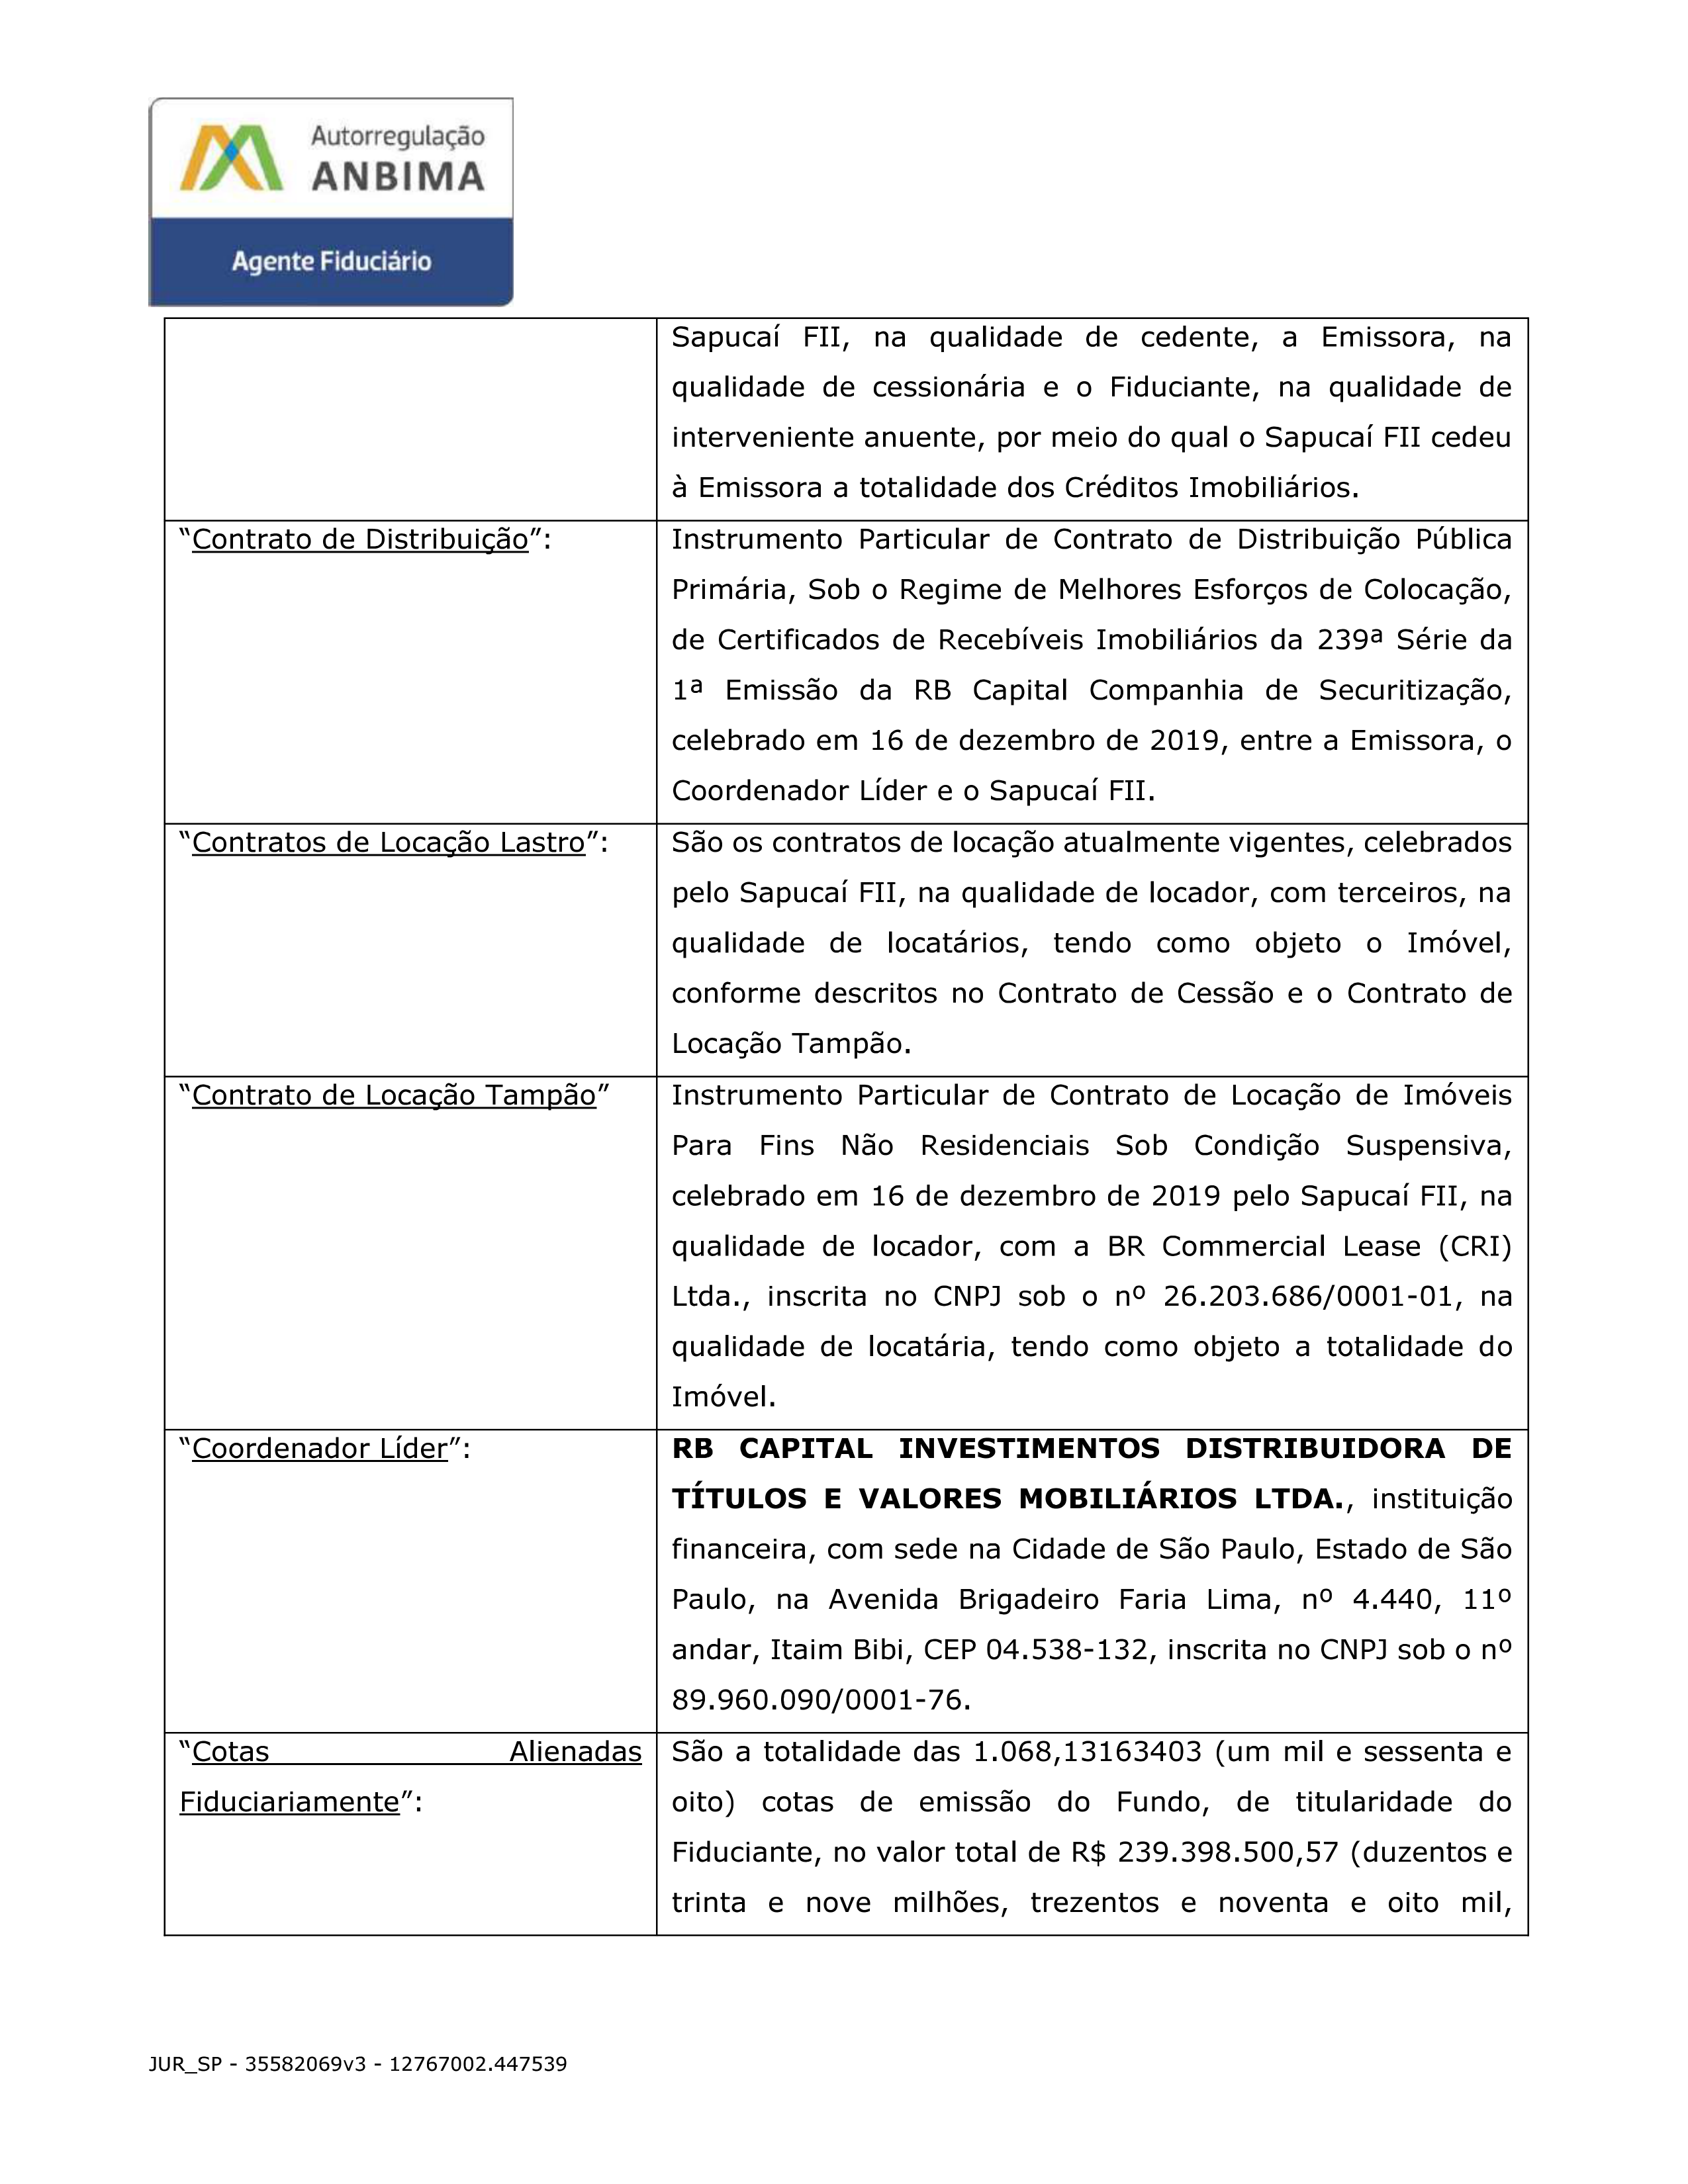 Autorregulação
ANBIMA
Agente Fiduciário
Sapucaí FII, na qualidade de cedente, a Emissora, na
qualidade de cessionária e o Fiduciante, na qualidade de
interveniente anuente, por meio do qual o Sapucaí FII cedeu
à Emissora a totalidade dos Créditos Imobiliários.
“Contrato de Distribuição”:
Instrumento Particular de Contrato de Distribuição Pública
Primária, Sob o Regime de Melhores Esforços de Colocação,
de Certificados de Recebíveis Imobiliários da 239ª Série da
1ª Emissão da RB Capital Companhia de Securitização,
celebrado em 16 de dezembro de 2019, entre a Emissora, o
Coordenador Líder e o Sapucaí FII.
“Contratos de Locação Lastro”:
São os contratos de locação atualmente vigentes, celebrados
pelo Sapucaí FII, na qualidade de locador, com terceiros, na
qualidade de locatários, tendo como objeto o Imóvel,
conforme descritos no Contrato de Cessão e o Contrato de
Locação Tampão.
“Contrato de Locação Tampão”
Instrumento Particular de Contrato de Locação de Imóveis
Para Fins Não Residenciais Sob Condição Suspensiva,
celebrado em 16 de dezembro de 2019 pelo Sapucaí FII, na
qualidade de locador, com a BR Commercial Lease (CRI)
Ltda., inscrita no CNPJ sob o nº 26.203.686/0001-01, na
qualidade de locatária, tendo como objeto a totalidade do
Imóvel.
“Coordenador Líder”:
RB CAPITAL INVESTIMENTOS DISTRIBUIDORA DE
TÍTULOS E VALORES MOBILIÁRIOS LTDA., instituição
financeira, com sede na Cidade de São Paulo, Estado de São
Paulo, na Avenida Brigadeiro Faria Lima, nº 4.440, 11º
andar, Itaim Bibi, CEP 04.538-132, inscrita no CNPJ sob o nº
89.960.090/0001-76.
“Cotas Alienadas
Fiduciariamente”:
São a totalidade das 1.068,13163403 (um mil e sessenta e
oito) cotas de emissão do Fundo, de titularidade do
Fiduciante, no valor total de R$ 239.398.500,57 (duzentos e
trinta e nove milhões, trezentos e noventa e oito mil,
JUR_SP - 35582069v3 - 12767002.447539